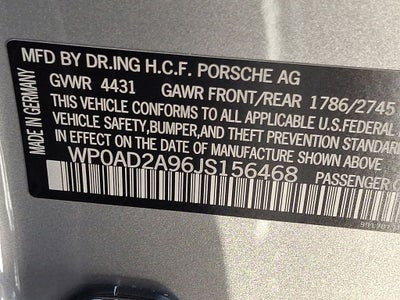 MFD BY DR.ING H.C.F. PORSCHE AG
GVWR 4431 GAWR FRONT/REAR 1786/2745
THIS VEHICLE CONFORMS TO ALL APPLICABLE U.S.FEDERAL
VEHICLE SAFETY,BUMPER,AND THEFT PREVENTION STANDARD
IN EFFECT ON THE DATE OF MANUFACTURE SHOWN ABOVE
WP0AD2A96JS156468 PASSENGER
MADE IN GERMANY